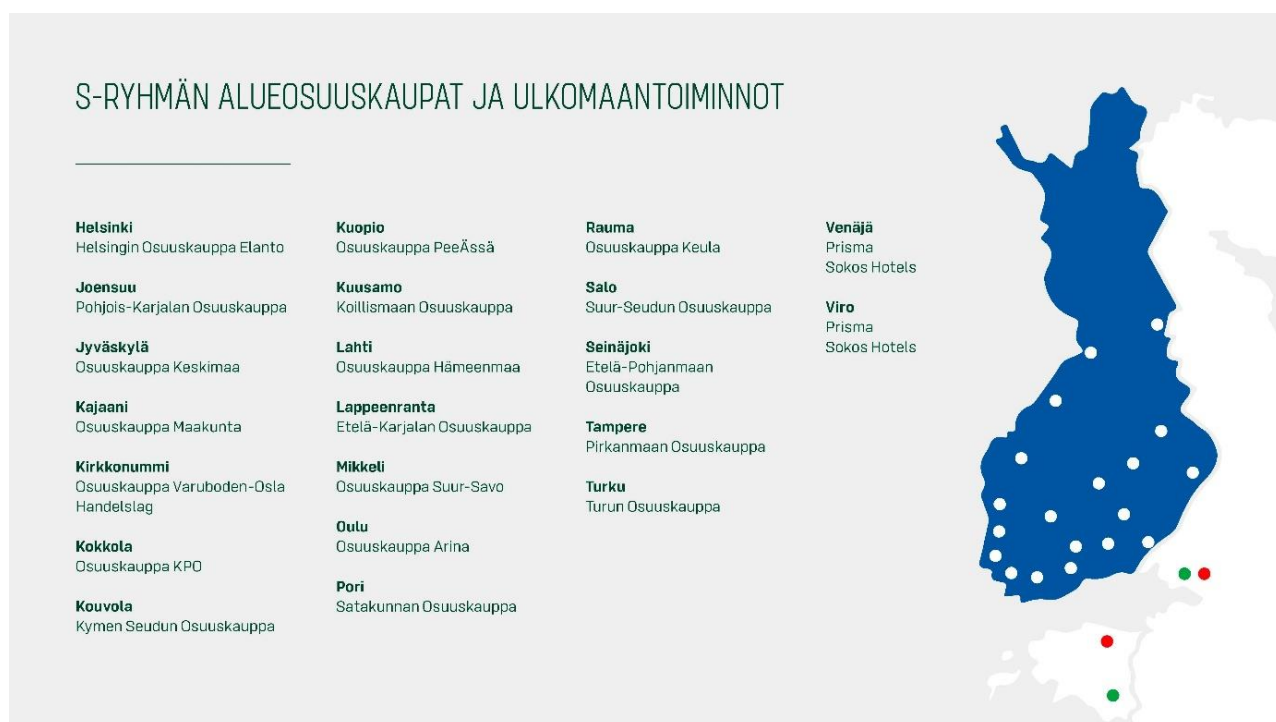 S-RYHMÄN ALUEOSUUSKAUPAT JA ULKOMAANTOIMINNOT
Helsinki
Helsingin Osuuskauppa Elanto
Joensuu
Pohjois-Karjalan Osuuskauppa
Jyväskylä
Osuuskauppa Keskimaa
Kajaani
Osuuskauppa Maakunta
Kirkkonummi
Osuuskauppa Varuboden-Osla
Handelslag
Kokkola
Osuuskauppa KPO
Kouvola
Kymen Seudun Osuuskauppa
Kuopio
Osuuskauppa PeeÄssä
Kuusamo
Koillismaan Osuuskauppa
Lahti
Osuuskauppa Hämeenmaa
Lappeenranta
Etelä-Karjalan Osuuskauppa
Mikkeli
Osuuskauppa Suur-Savo
Oulu
Osuuskauppa Arina
Pori
Satakunnan Osuuskauppa
Rauma
Osuuskauppa Keula
Salo
Suur-Seudun Osuuskauppa
Seinäjoki
Etelä-Pohjanmaan
Osuuskauppa
Tampere
Pirkanmaan Osuuskauppa
Turku
Turun Osuuskauppa
Venäjä
Prisma
Sokos Hotels
Viro
Prisma
Sokos Hotels